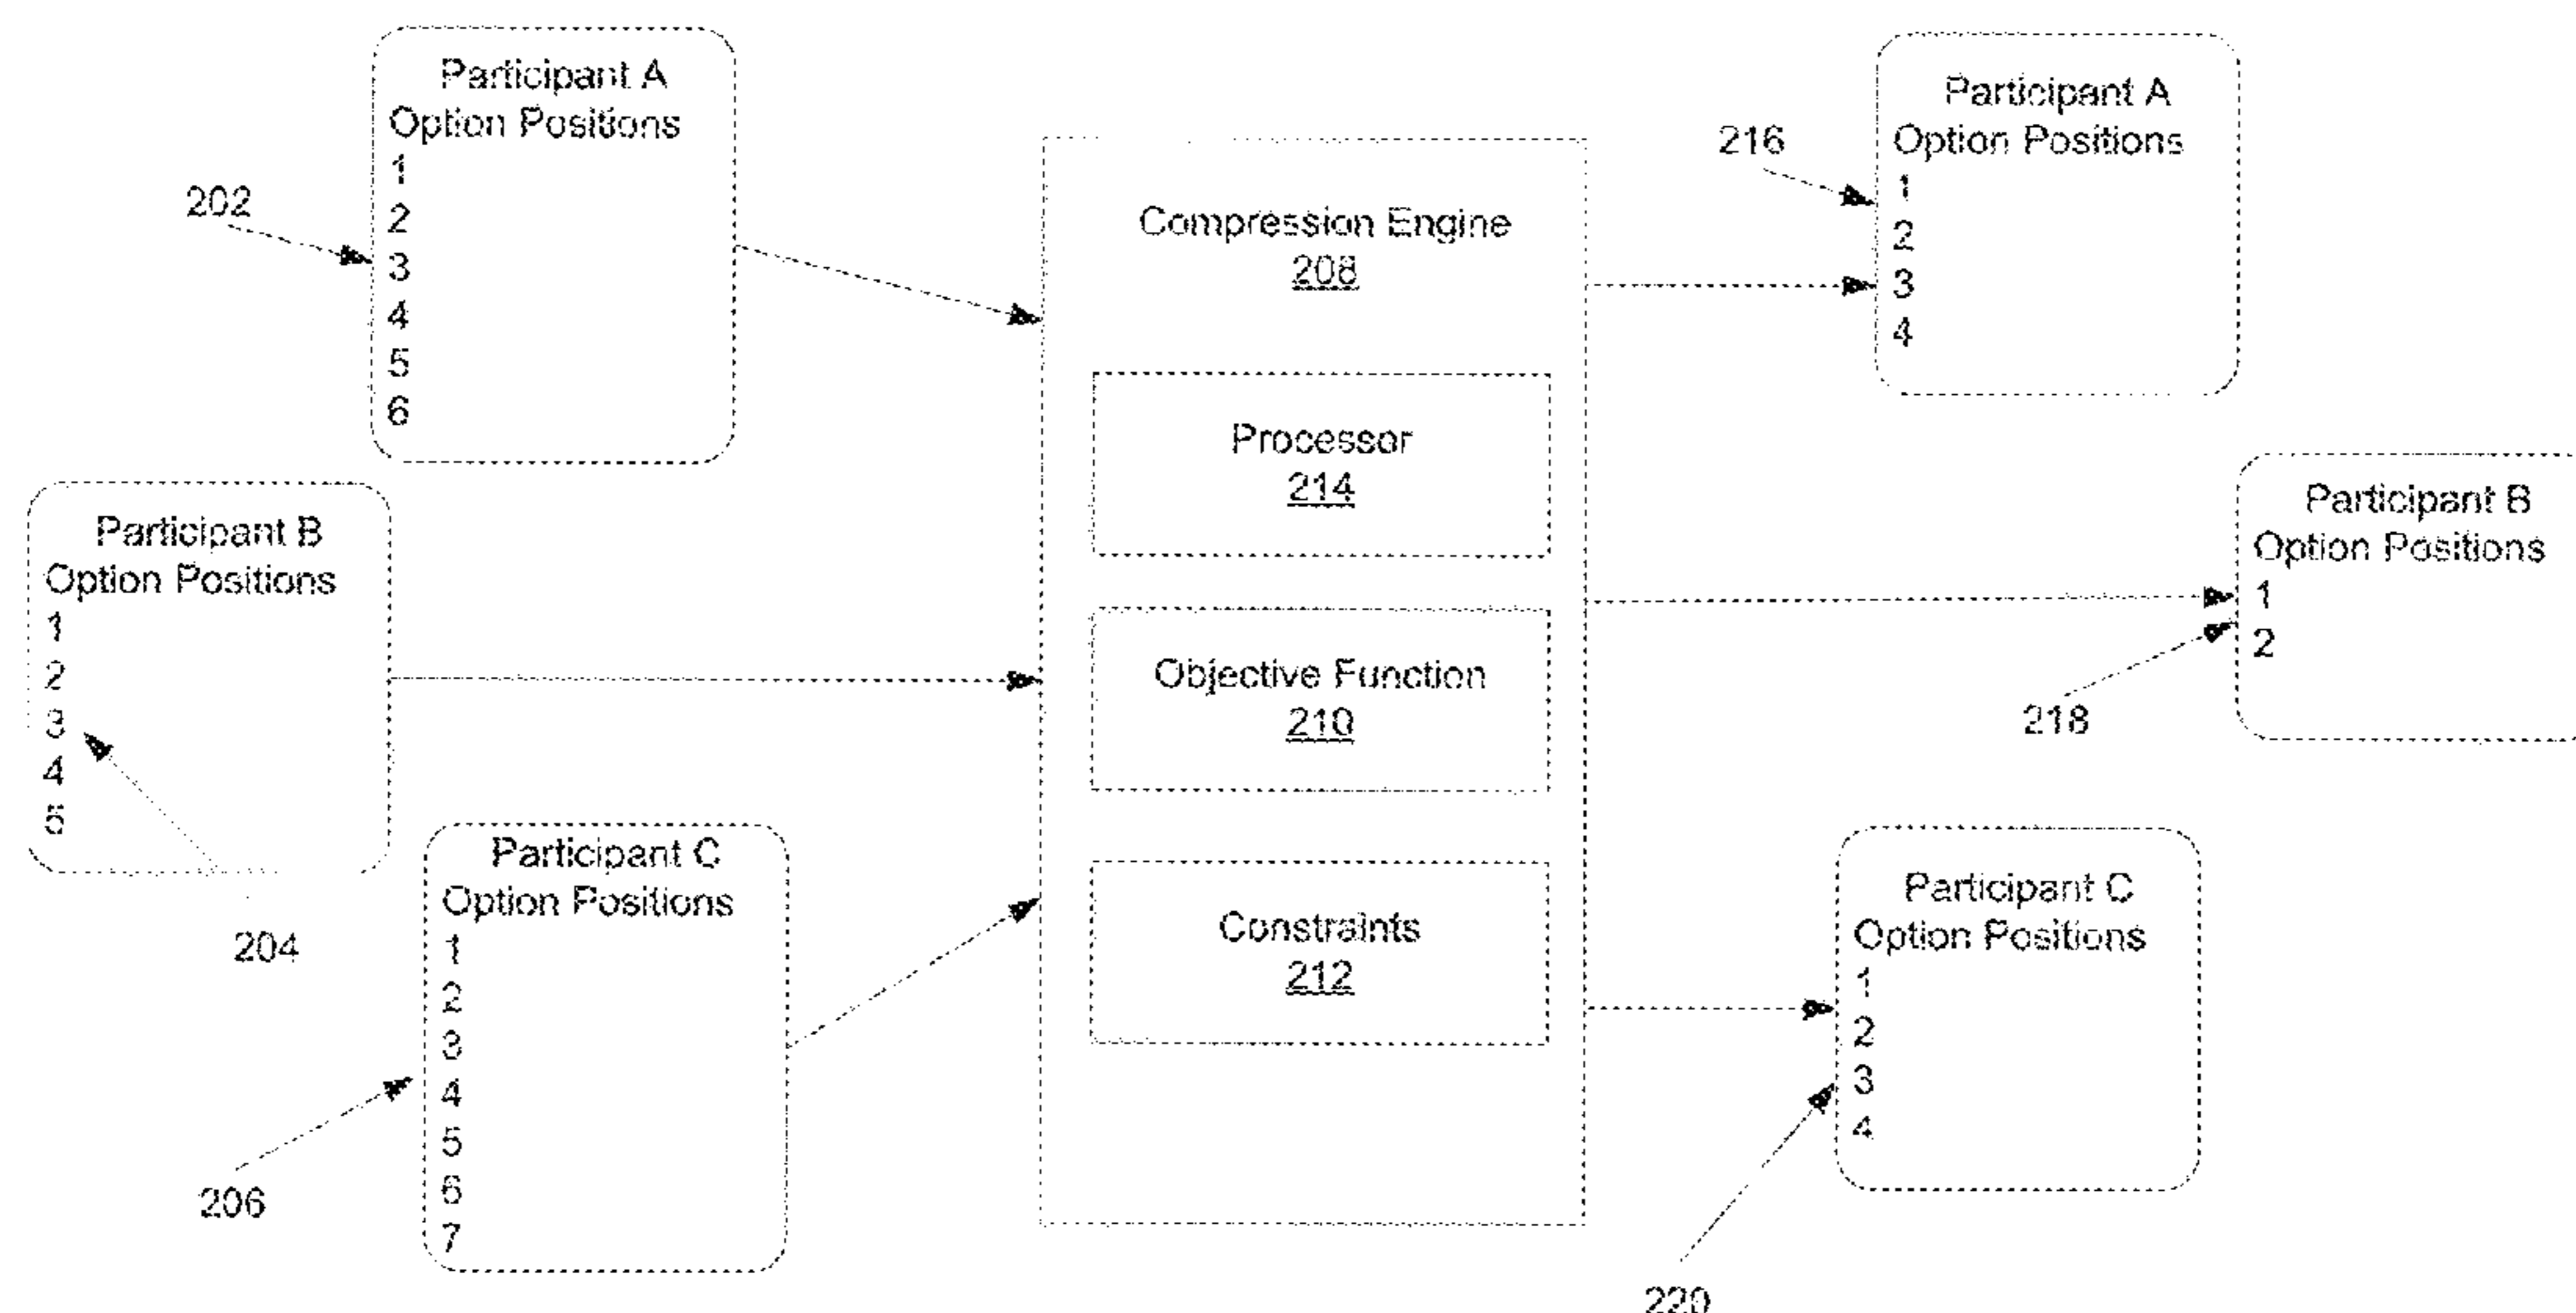 Participant A
Option Positions
1
2
3
4
5
6
202
Participant B
Option Positions
1
2
3
4
5
204
Participant C
Option Positions
1
2
3
4
5
6
7
206
Compression Engine
208
Processor
214
Objective Function
210
Constraints
212
216
Participant A
Option Positions
1
2
3
4
Participant B
Option Positions
1
2
218
Participant C
Option Positions
1
2
3
4
220